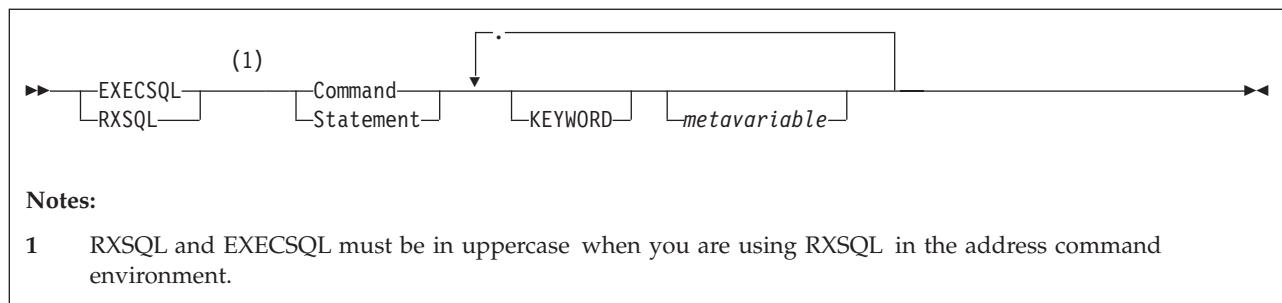 .
(1)
EXECSQL Command
RXSQL Statement KEYWORD metavariable
Notes:
1 RXSQL and EXECSQL must be in uppercase when you are using RXSQL in the address command
environment.